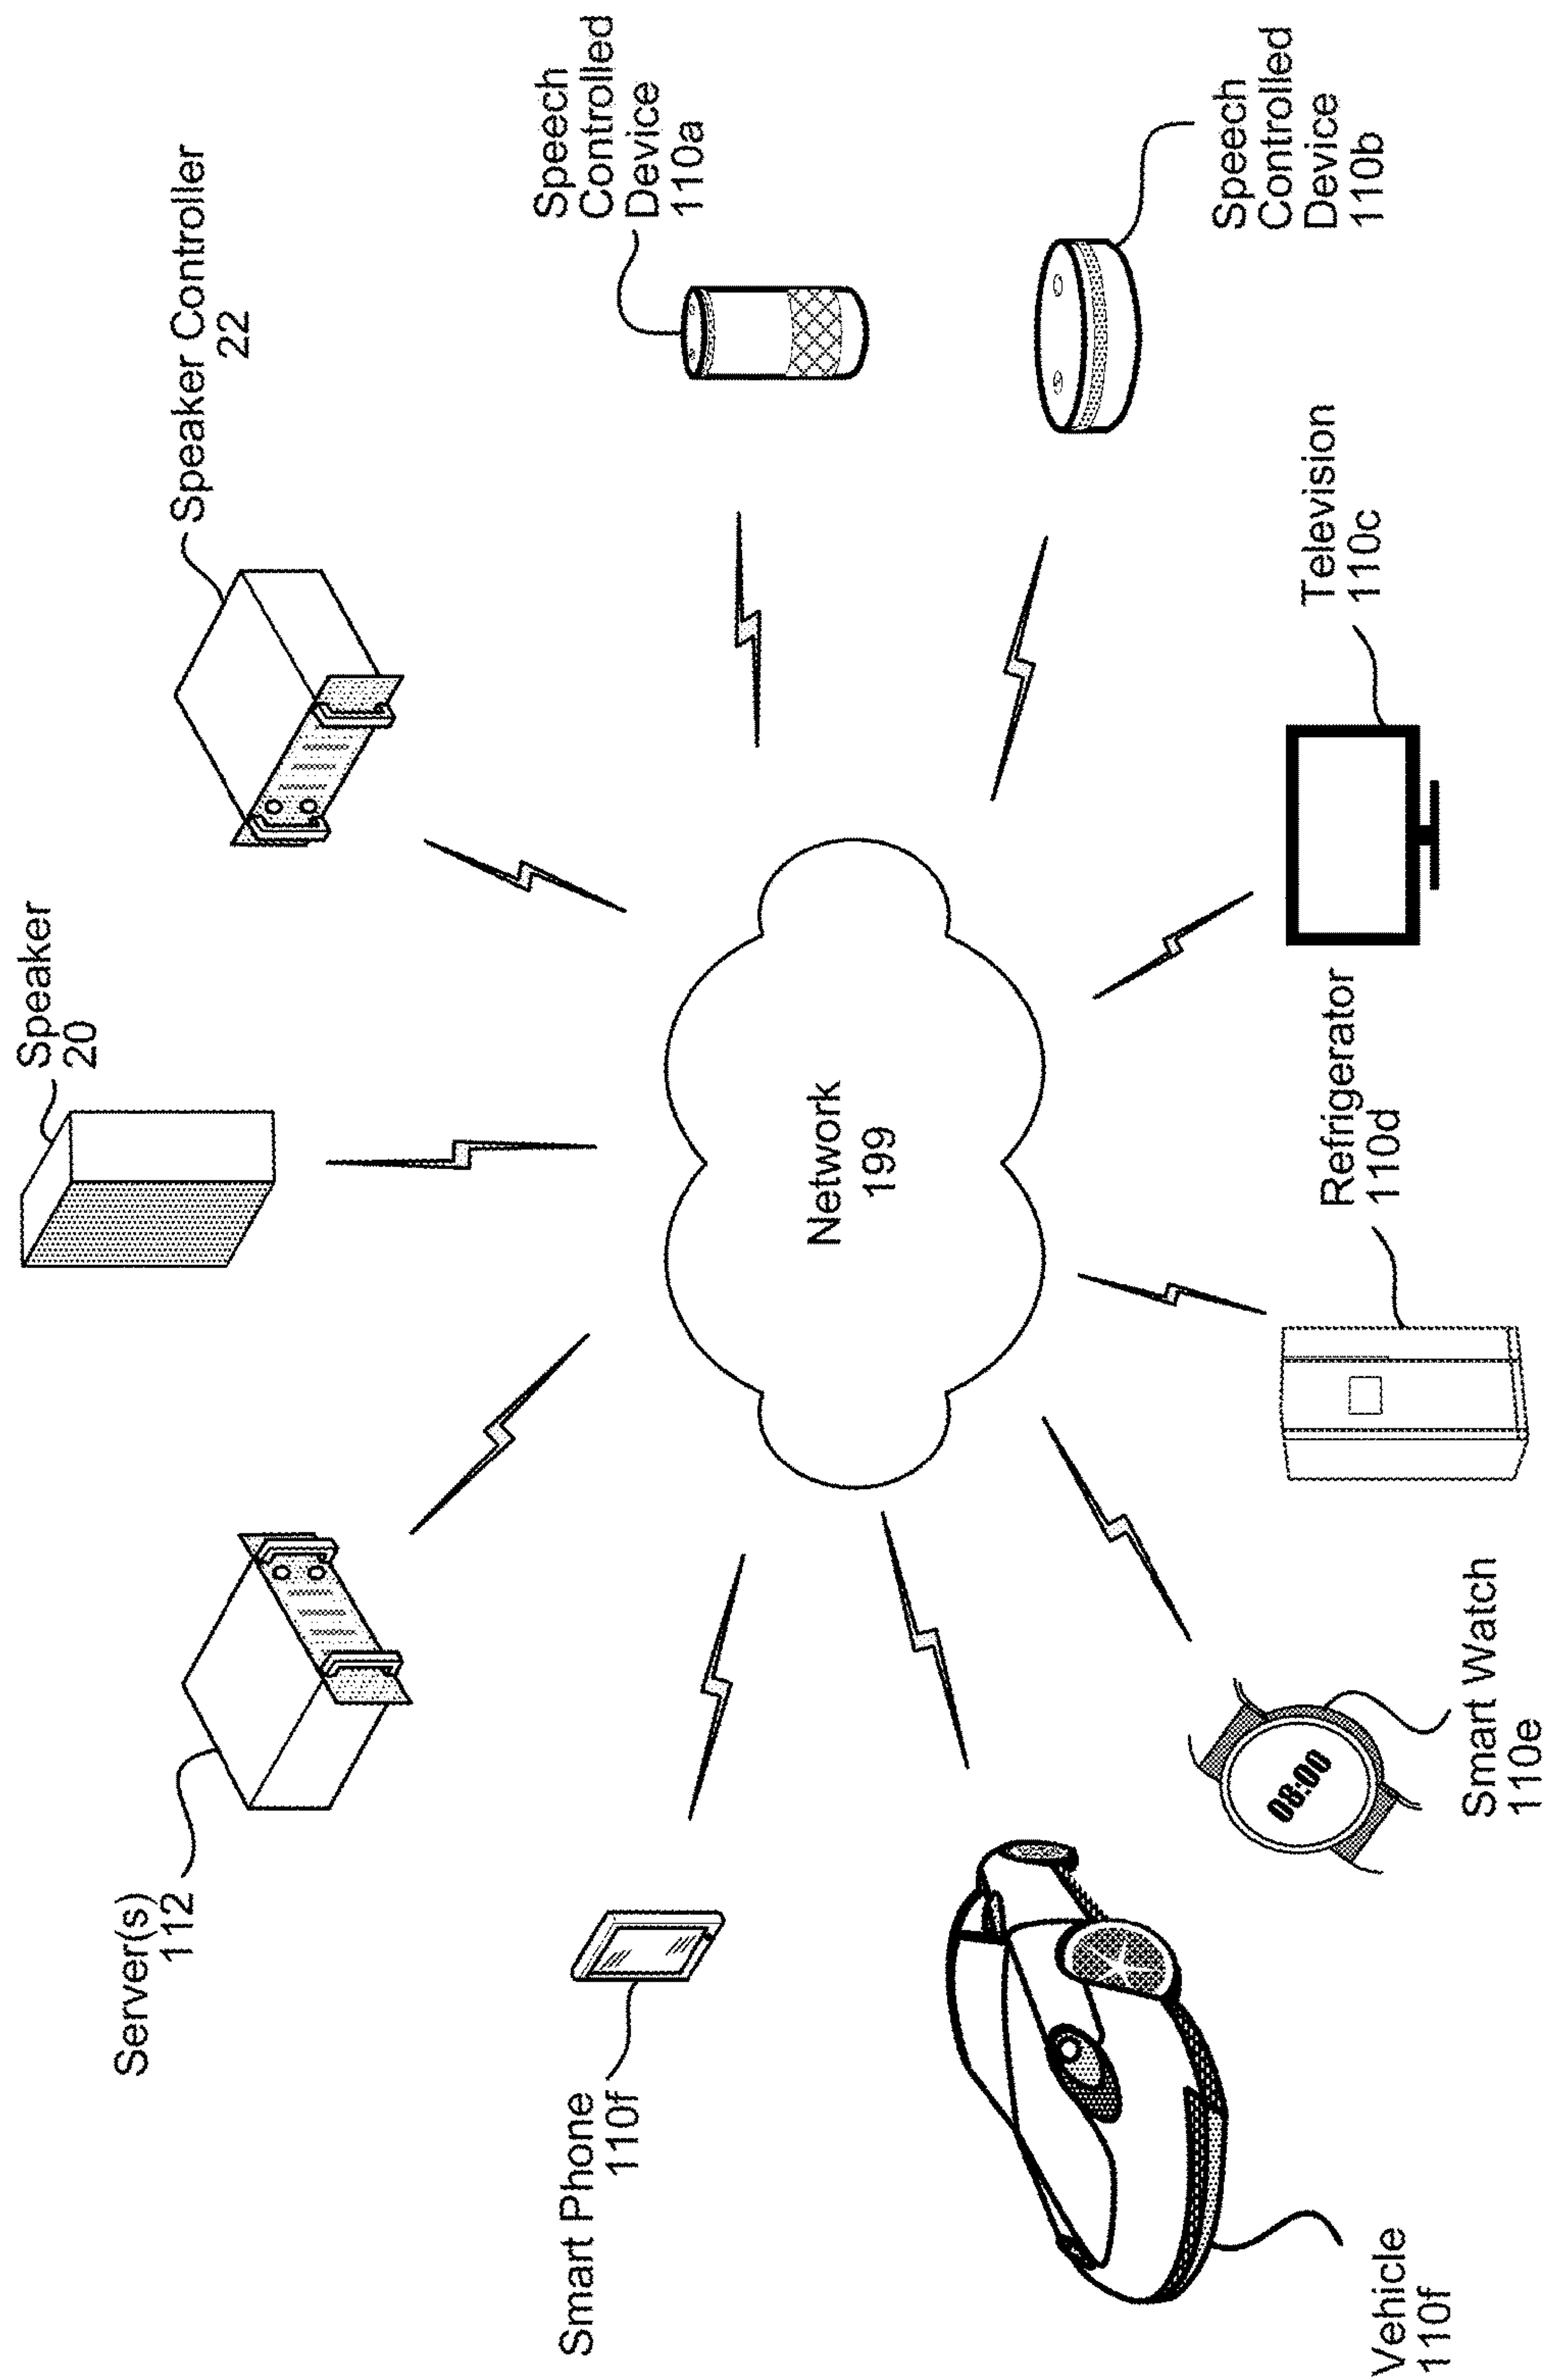 Server(s)
112
Speaker
20
Speaker Controller
22
Smart Phone
110f
Network
199
Speech
Controlled
Device
110a
Vehicle
110f
Smart Watch
110e
08:00
Refrigerator
110d
Television
110c
Speech
Controlled
Device
110b